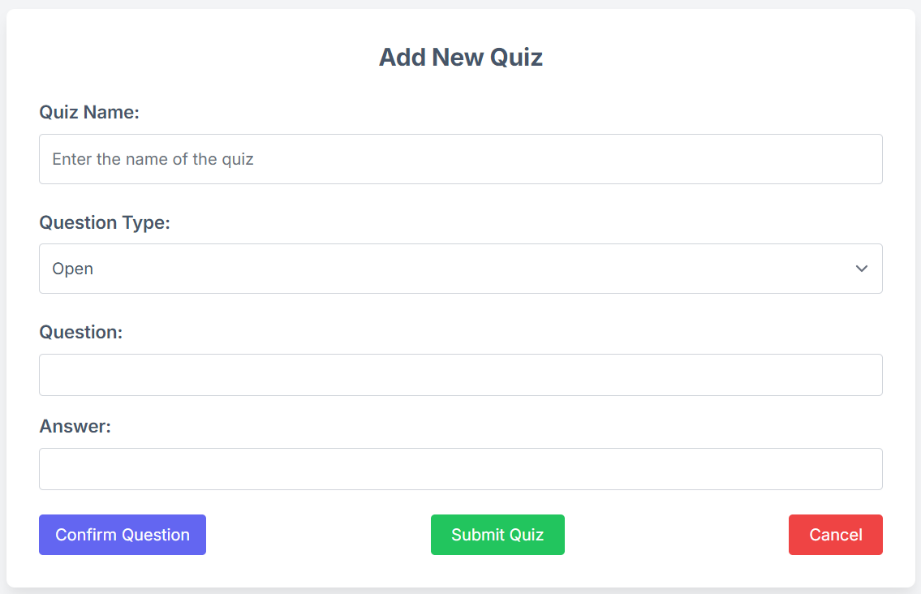 Add New Quiz
Quiz Name:
Enter the name of the quiz
Question Type:
Open
Question:
Answer:
Confirm Question Submit Quiz Cancel